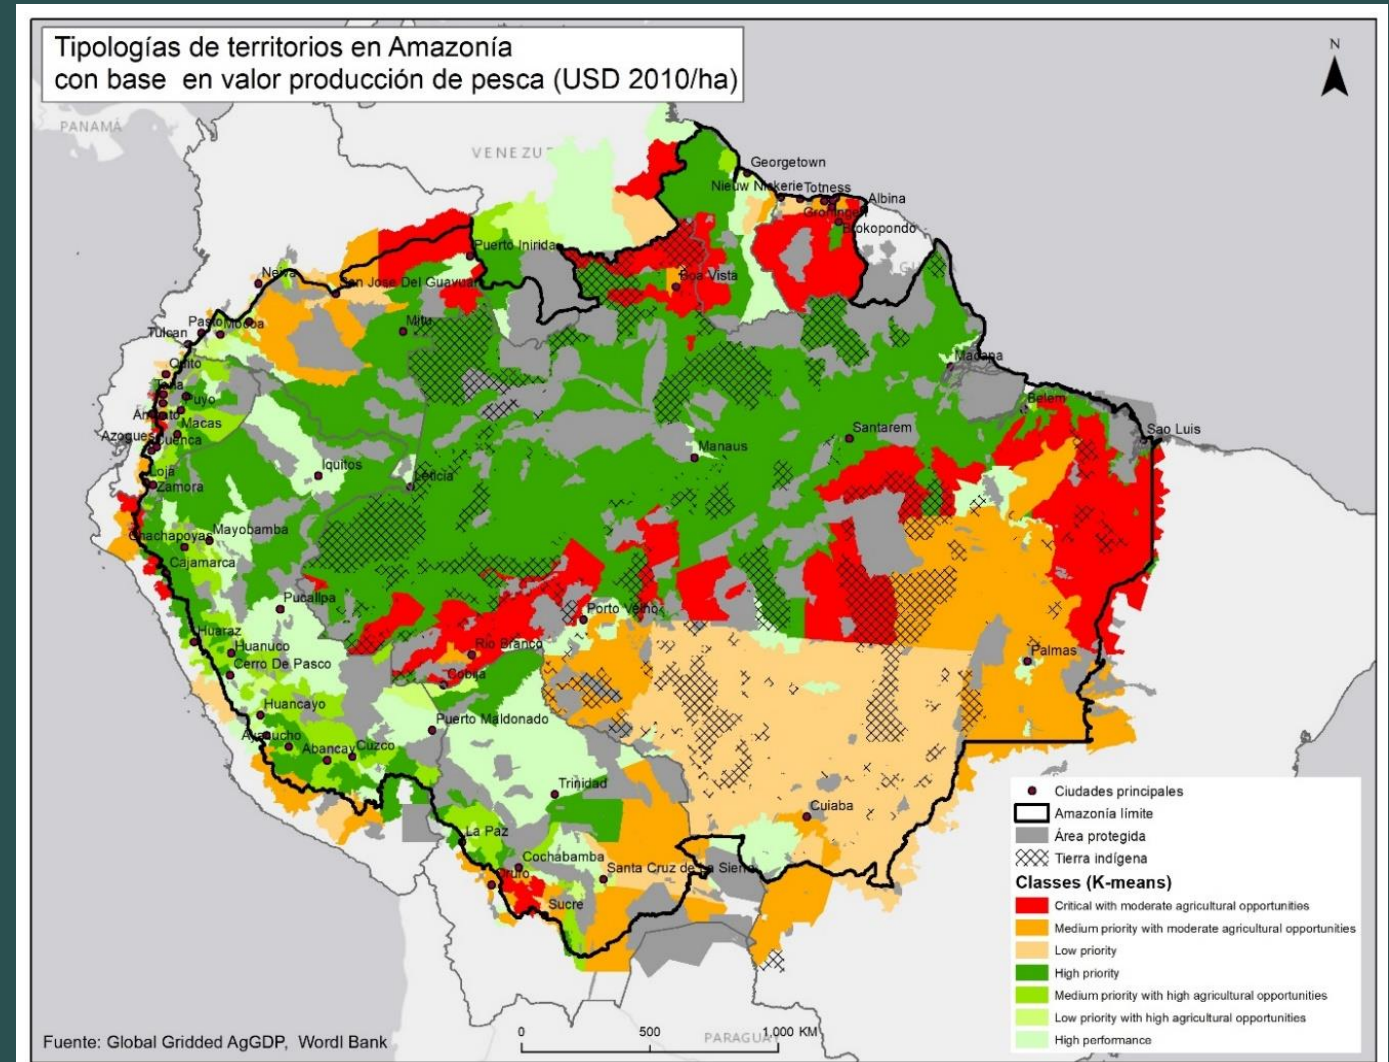 Tipologías de territorios en Amazonía
con base en valor producción de pesca (USD 2010/ha)
N
PANAMÁ
VENEZU
Georgetown
Nieuw Nickerie
Totness
Albina
Groningen
Brokopondo
Puerto Inirida
Boa Vista
Neiva
San Jose Del Guaviare
Mitu
Pasto
Mocoa
Tulcan
Quito
Tena
Puyo
Ambato
Macas
Azogues
Cuenca
Loja
Zamora
Iquitos
Leticia
Manaus
Santarem
Macapa
Belem
Sao Luis
Chachapoyas
Mayobamba
Cajamarca
Pucallpa
Porto Velho
Huaraz
Huanuco
Cerro De Pasco
Rio Branco
Cobija
Palmas
Huancayo
Puerto Maldonado
Ayacucho
Abancay
Cuzco
Trinidad
Cuiaba
La Paz
Cochabamba
Santa Cruz de La Sierra
Oruro
Sucre
PARAGUAY
Ciudades principales
Amazonía límite
Área protegida
Tierra indígena
Classes (K-means)
Critical with moderate agricultural opportunities
Medium priority with moderate agricultural opportunities
Low priority
High priority
Medium priority with high agricultural opportunities
Low priority with high agricultural opportunities
High performance
0 500 1.000 KM
Fuente: Global Gridded AgGDP, Wordl Bank